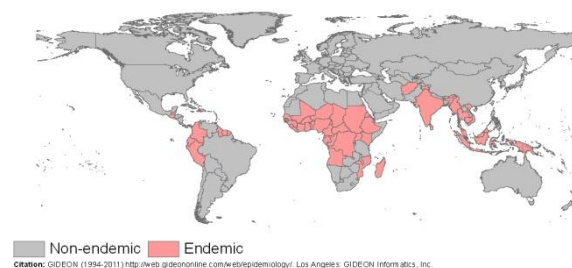 Non-endemic Endemic
Citation: GIDEON (1994-2011) http://web.gideononline.com/web/epidemiology/. Los Angeles: GIDEON Informatics, Inc.